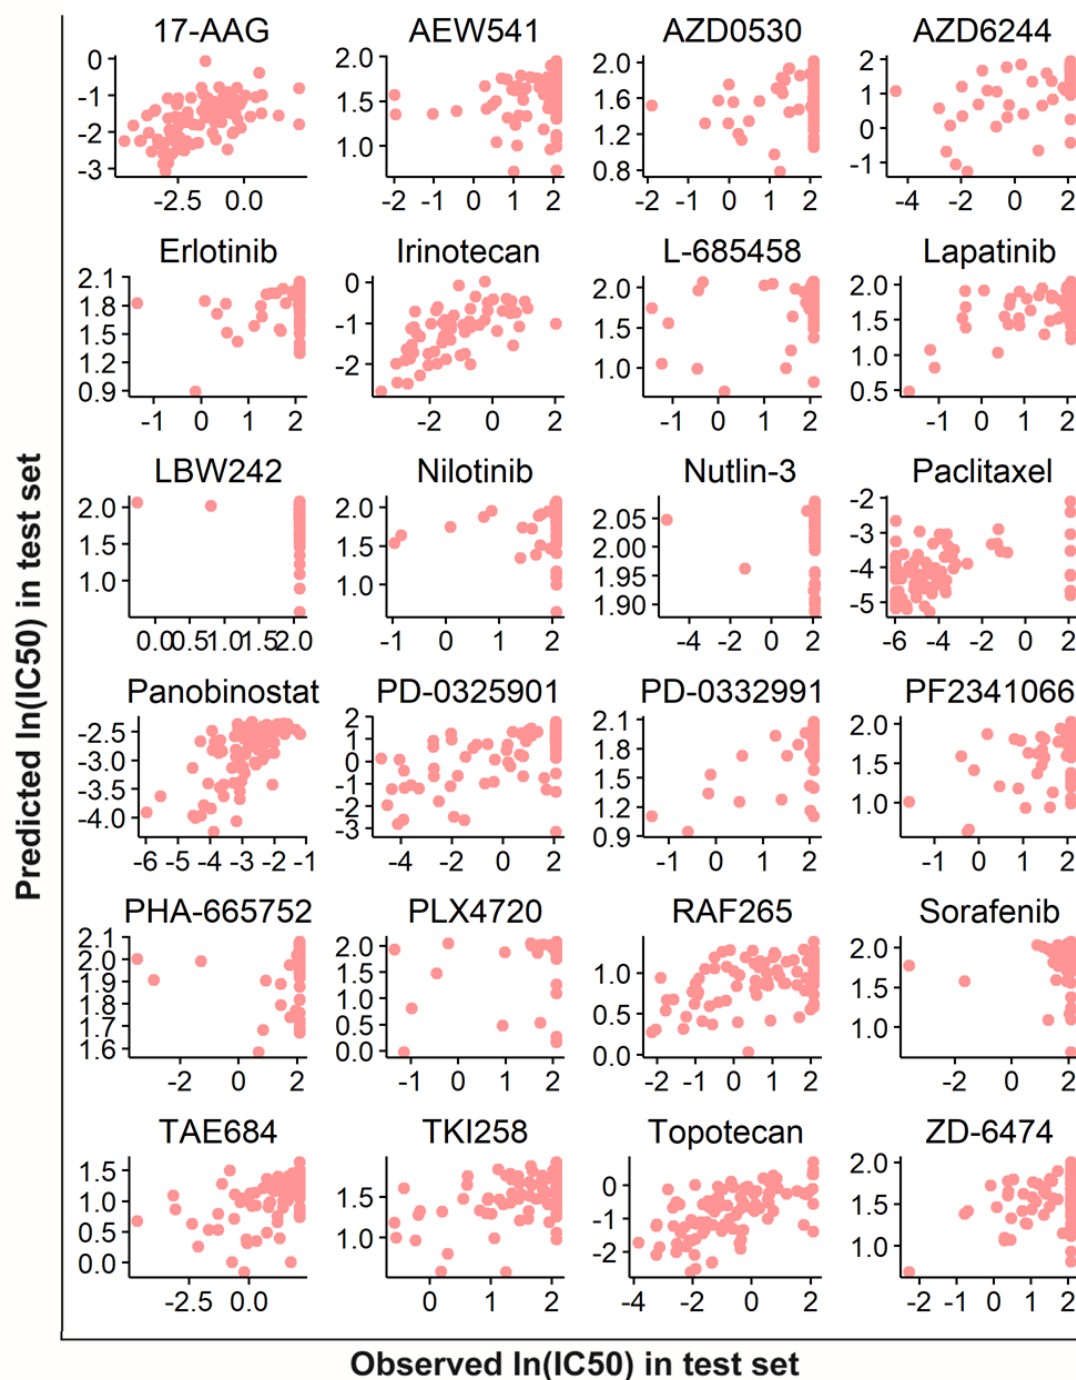 Predicted ln(IC50) in test set
17-AAG AEW541 AZD0530 AZD6244
0 -1 -2 -3
2.0 1.5 1.0
2.0 1.6 1.2 0.8
2 1 0 -1
-2.5 0.0
-2 -1 0 1 2
-2 -1 0 1 2
-4 -2 0 2
Erlotinib Irinotecan L-685458 Lapatinib
2.1 1.8 1.5 1.2 0.9
0 -1 -2
2.0 1.5 1.0
2.0 1.5 1.0 0.5
-1 0 1 2
-2 0 2
-1 0 1 2
-1 0 1 2
LBW242 Nilotinib Nutlin-3 Paclitaxel
2.0 1.5 1.0
2.0 1.5 1.0
2.05 2.00 1.95 1.90
-2 -3 -4 -5
0.0 0.5 1.0 1.5 2.0
-1 0 1 2
-4 -2 0 2
-6 -4 -2 0 2
Panobinostat PD-0325901 PD-0332991 PF2341066
-2.5 -3.0 -3.5 -4.0
2 1 0 -1 -2 -3
2.1 1.8 1.5 1.2 0.9
2.0 1.5 1.0
-6 -5 -4 -3 -2 -1
-4 -2 0 2
-1 0 1 2
-1 0 1 2
PHA-665752 PLX4720 RAF265 Sorafenib
2.1 2.0 1.9 1.8 1.7 1.6
2.0 1.5 1.0 0.5 0.0
1.0 0.5 0.0
2.0 1.5 1.0
-2 0 2
-1 0 1 2
-2 -1 0 1 2
-2 0 2
TAE684 TKI258 Topotecan ZD-6474
1.5 1.0 0.5 0.0
1.5 1.0
0 -1 -2
2.0 1.5 1.0
-2.5 0.0
0 1 2
-4 -2 0 2
-2 -1 0 1 2
Observed ln(IC50) in test set